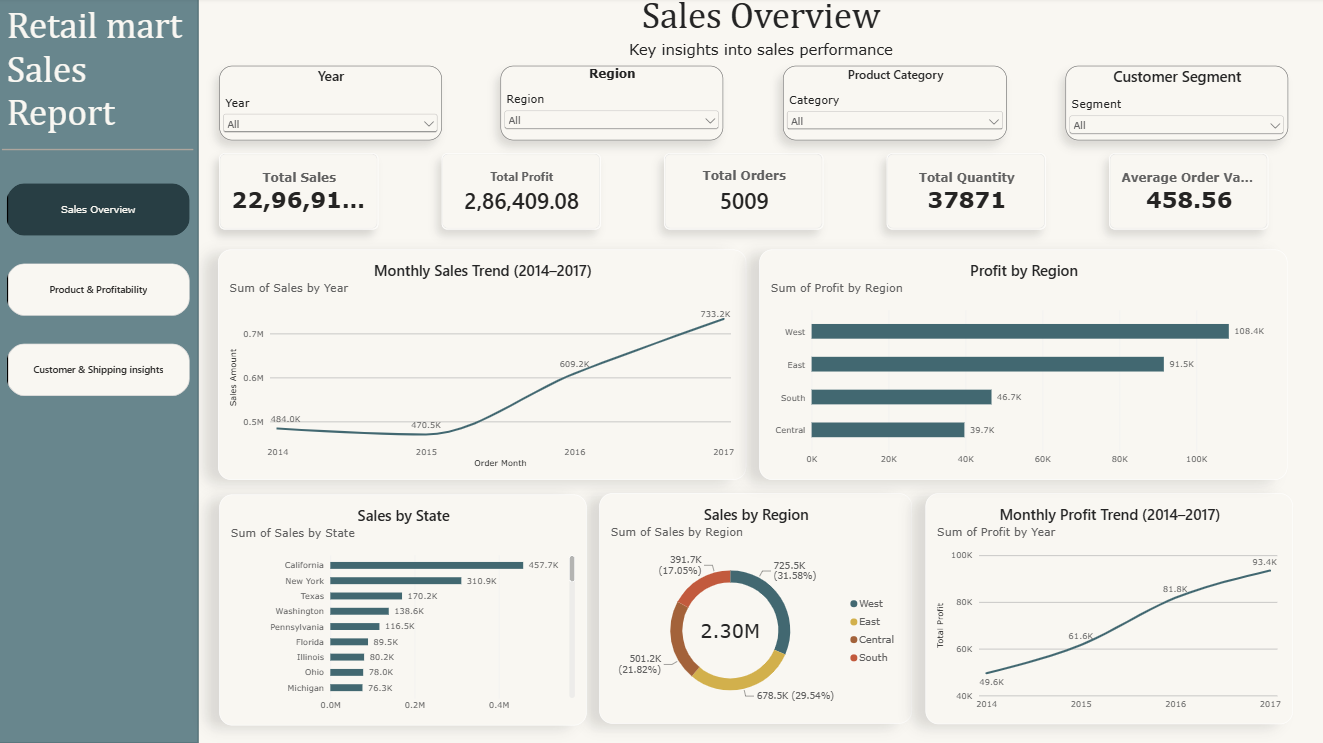 Retail mart
Sales
Report
Sales Overview
Product & Profitability
Customer & Shipping insights
Sales Overview
Key insights into sales performance
Year
Year
All
Region
Region
All
Product Category
Category
All
Customer Segment
Segment
All
Total Sales
22,96,91...
Total Profit
2,86,409.08
Total Orders
5009
Total Quantity
37871
Average Order Va...
458.56
Monthly Sales Trend (2014–2017)
Sum of Sales by Year
Sales Amount
0.7M
0.6M
0.5M
484.0K
470.5K
609.2K
733.2K
2014
2015
2016
2017
Order Month
Profit by Region
Sum of Profit by Region
West
108.4K
East
91.5K
South
46.7K
Central
39.7K
0K
20K
40K
60K
80K
100K
Sales by State
Sum of Sales by State
California
457.7K
New York
310.9K
Texas
170.2K
Washington
138.6K
Pennsylvania
116.5K
Florida
89.5K
Illinois
80.2K
Ohio
78.0K
Michigan
76.3K
0.0M
0.2M
0.4M
Sales by Region
Sum of Sales by Region
391.7K
(17.05%)
725.5K
(31.58%)
2.30M
501.2K
(21.82%)
678.5K (29.54%)
West
East
Central
South
Monthly Profit Trend (2014–2017)
Sum of Profit by Year
Total Profit
100K
80K
60K
40K
49.6K
61.6K
81.8K
93.4K
2014
2015
2016
2017